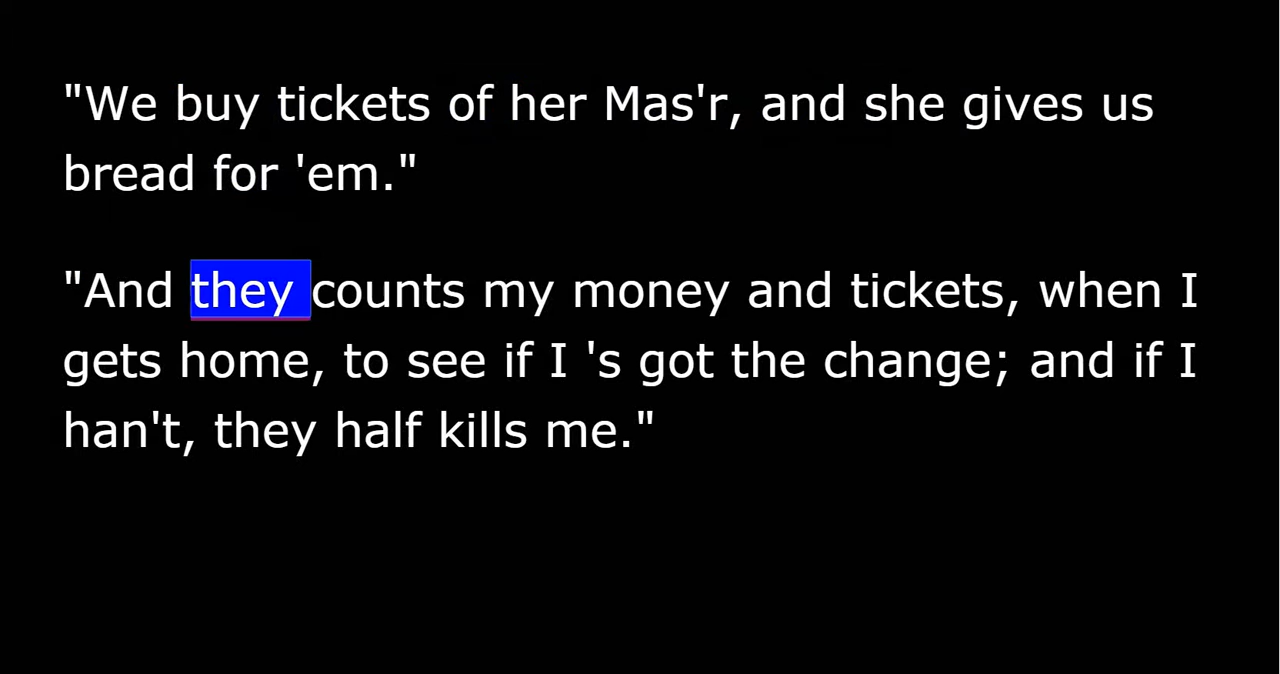 "We buy tickets of her Mas'r, and she gives us
bread for 'em."
"And they counts my money and tickets, when I
gets home, to see if I 's got the change; and if I
han't, they half kills me."